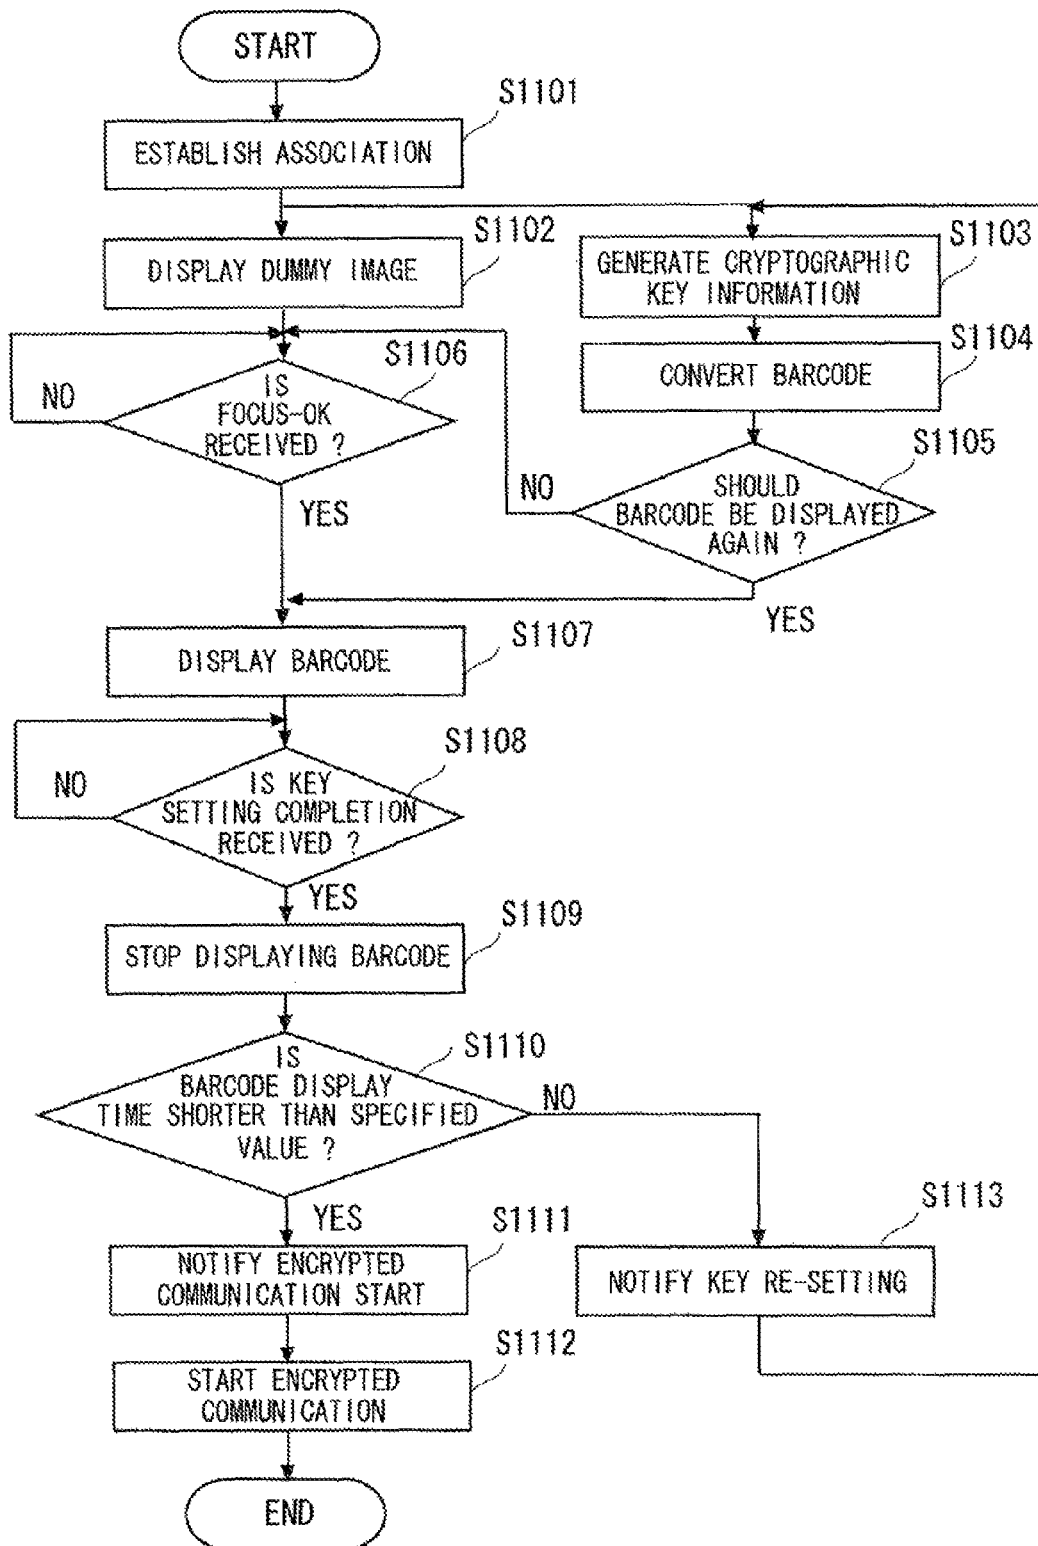 START
S1101
ESTABLISH ASSOCIATION
S1102
DISPLAY DUMMY IMAGE
S1103
GENERATE CRYPTOGRAPHIC
KEY INFORMATION
S1104
CONVERT BARCODE
S1105
SHOULD
BARCODE BE DISPLAYED
AGAIN ?
NO
YES
S1106
IS
FOCUS-OK
RECEIVED ?
NO
YES
S1107
DISPLAY BARCODE
S1108
IS KEY
SETTING COMPLETION
RECEIVED ?
NO
YES
S1109
STOP DISPLAYING BARCODE
S1110
IS
BARCODE DISPLAY
TIME SHORTER THAN SPECIFIED
VALUE ?
NO
YES
S1111
NOTIFY ENCRYPTED
COMMUNICATION START
S1113
NOTIFY KEY RE-SETTING
S1112
START ENCRYPTED
COMMUNICATION
END